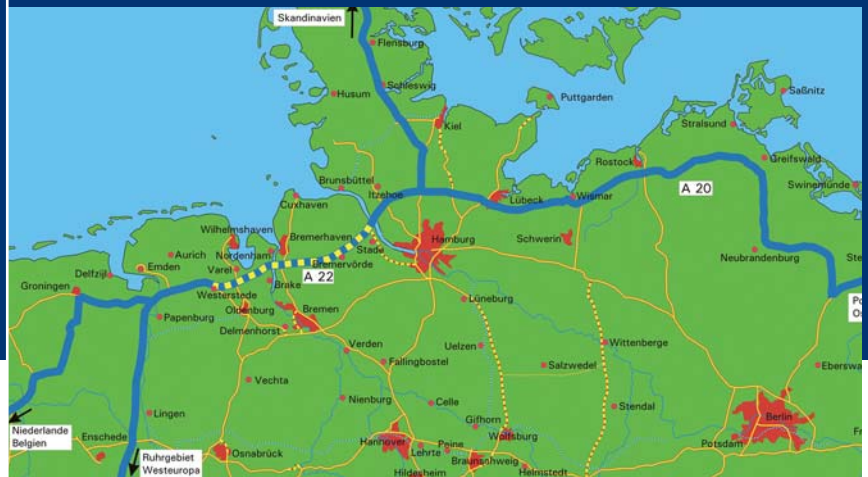 Skandinavien
Flensburg
Schleswig
Husum
Puttgarden
Saßnitz
Kiel
Stralsund
Rostock
Greifswald
Brunsbüttel
Itzehoe
Lübeck
Wismar
A 20
Swinemünde
Cuxhaven
Wilhelmshaven
Bremerhaven
Stade
Hamburg
Schwerin
Aurich
Nordenham
Emden
Varel
Bremervörde
Neubrandenburg
Delfzijl
A 22
Groningen
Westerstede
Brake
Oldenburg
Bremen
Lüneburg
Papenburg
Delmenhorst
Verden
Uelzen
Wittenberge
Fallingbostel
Salzwedel
Vechta
Nienburg
Celle
Stendal
Lingen
Gifhorn
Berlin
Niederlande
Belgien
Enschede
Hannover
Lehrte
Peine
Wolfsburg
Potsdam
Osnabrück
Ruhrgebiet
Westeuropa
Hildesheim
Braunsshweig
Helmstedt